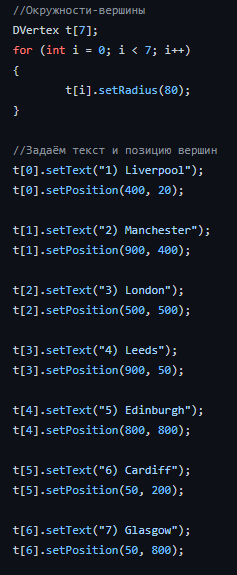 //Окружности-вершины
DVertex t[7];
for (int i = 0; i < 7; i++)
{
t[i].setRadius(80);
}
//Задаём текст и позицию вершин
t[0].setText("1) Liverpool");
t[0].setPosition(400, 20);
t[1].setText("2) Manchester");
t[1].setPosition(900, 400);
t[2].setText("3) London");
t[2].setPosition(500, 500);
t[3].setText("4) Leeds");
t[3].setPosition(900, 50);
t[4].setText("5) Edinburgh");
t[4].setPosition(800, 800);
t[5].setText("6) Cardiff");
t[5].setPosition(50, 200);
t[6].setText("7) Glasgow");
t[6].setPosition(50, 800);